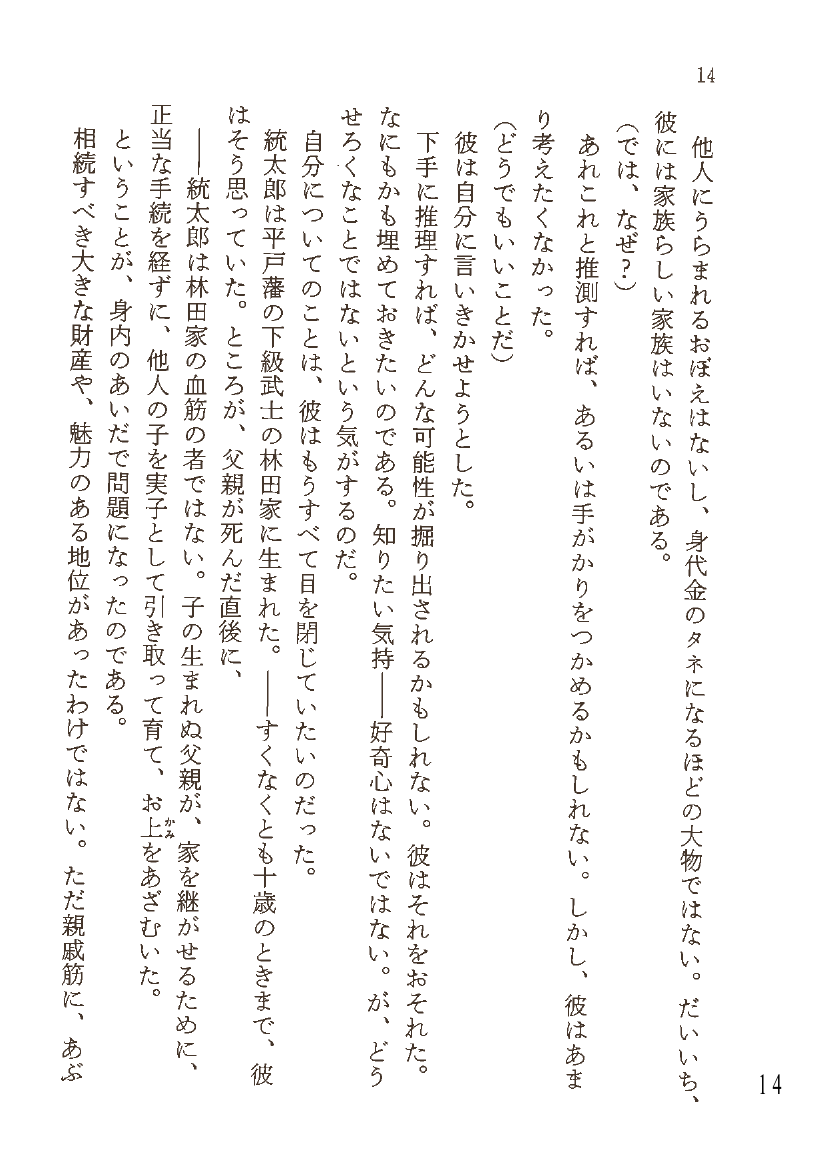 14
他人にうらまれるおぼえはないし、身代金のタネになるほどの大物ではない。だいいち、
彼には家族らしい家族はいないのである。
(では、なぜ?)
あれこれと推測すれば、あるいは手がかりをつかめるかもしれない。しかし、彼はあま
り考えたくなかった。
(どうでもいいことだ)
彼は自分に言いきかせようとした。
下手に推理すれば、どんな可能性が掘り出されるかもしれない。彼はそれをおそれた。
なにもかも埋めておきたいのである。知りたい気持――好奇心はないではない。が、どう
せろくなことではないという気がするのだ。
自分についてのことは、彼はもうすべて目を閉じていたいのだった。
統太郎は平戸藩の下級武士の林田家に生まれた。――すくなくとも十歳のときまで、彼
はそう思っていた。ところが、父親が死んだ直後に、
――統太郎は林田家の血筋の者ではない。子の生まれぬ父親が、家を継がせるために、
正当な手続を経ずに、他人の子を実子として引き取って育て、お上をあざむいた。
かみ
ということが、身内のあいだで問題になったのである。
相続すべき大きな財産や、魅力のある地位があったわけではない。ただ親戚筋に、あぶ
14